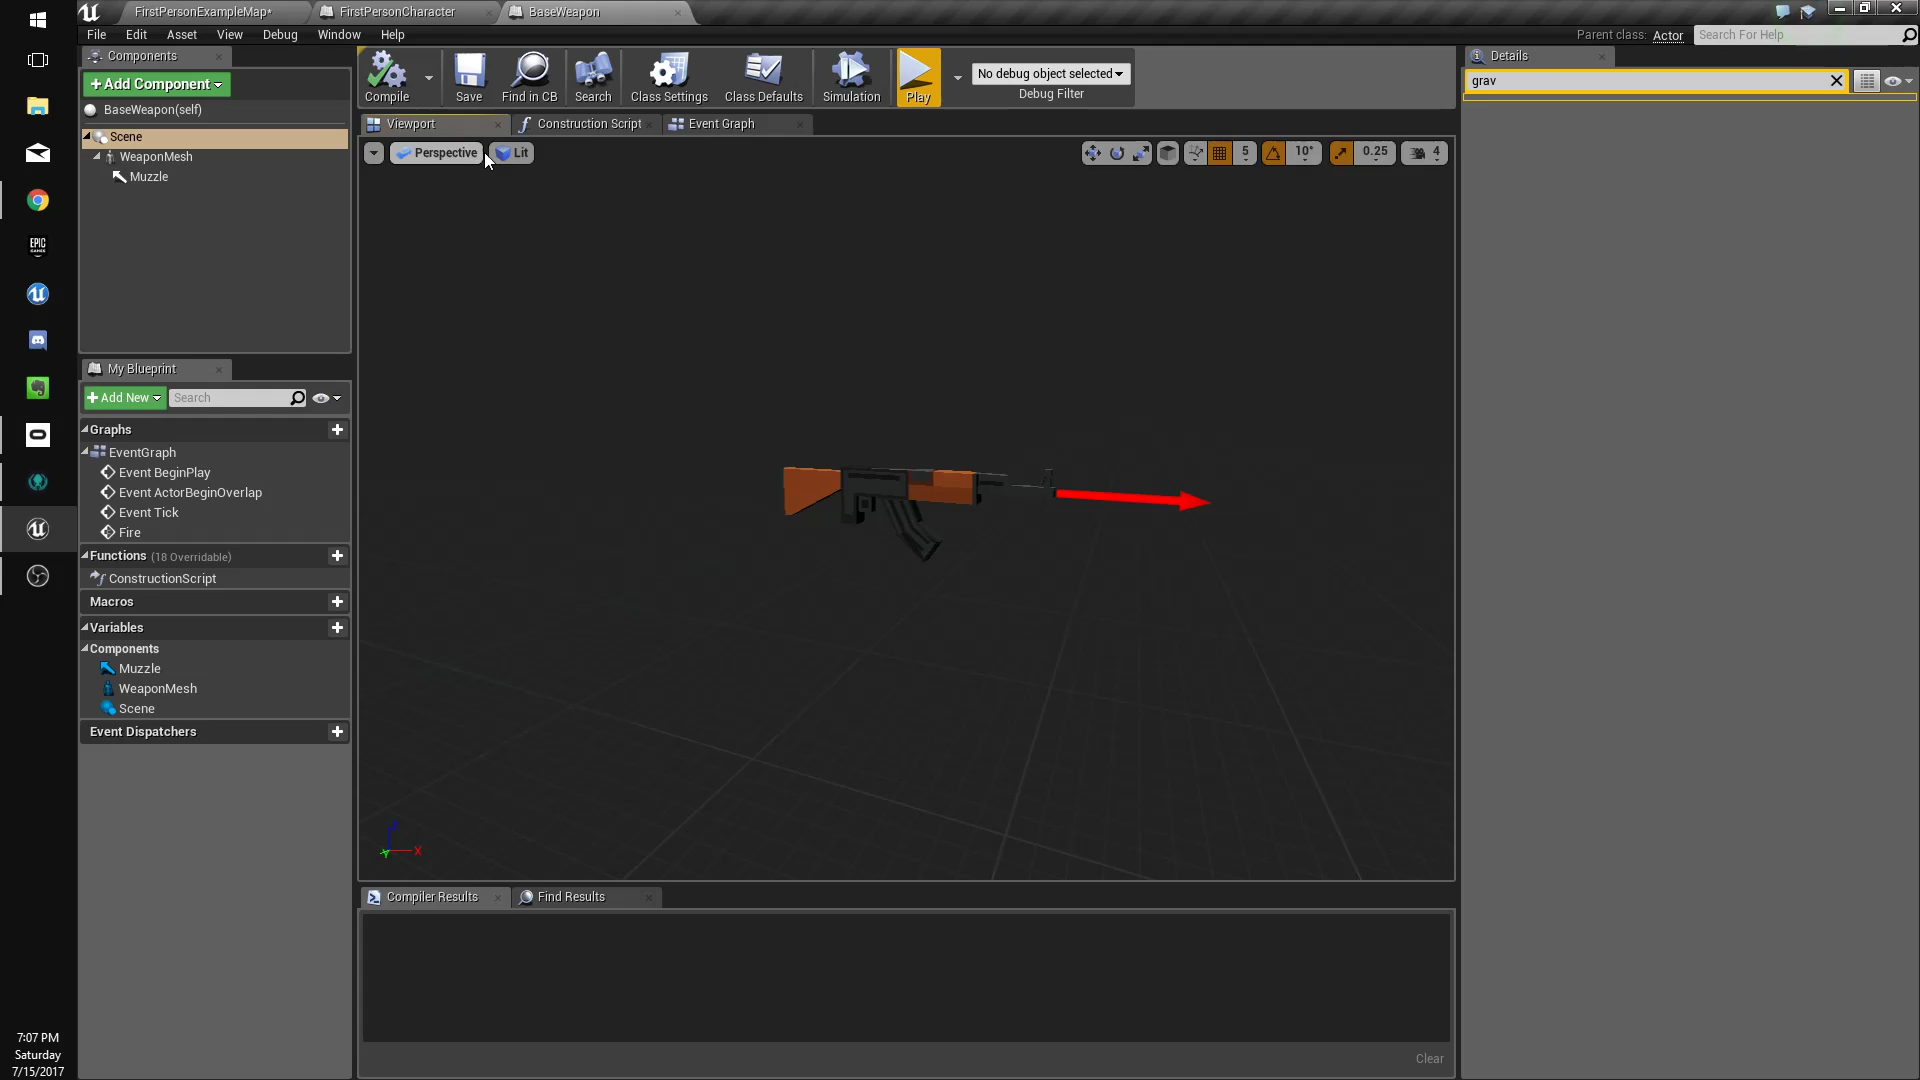 FirstPersonExampleMap*
FirstPersonCharacter
BaseWeapon
File Edit Asset View Debug Window Help
Parent class: Actor
Search For Help
Components
+ Add Component
BaseWeapon(self)
Scene
WeaponMesh
Muzzle
Compile
Save
Find in CB
Search
Class Settings
Class Defaults
Simulation
Play
No debug object selected
Debug Filter
Viewport
Construction Script
Event Graph
Perspective
Lit
5
10°
0.25
4
Details
grav
My Blueprint
+ Add New
Search
Graphs
EventGraph
Event BeginPlay
Event ActorBeginOverlap
Event Tick
Fire
Functions (18 Overridable)
ConstructionScript
Macros
Variables
Components
Muzzle
WeaponMesh
Scene
Event Dispatchers
Z
X
Y
Compiler Results
Find Results
Clear
EPIC
GAMES
7:07 PM
Saturday
7/15/2017